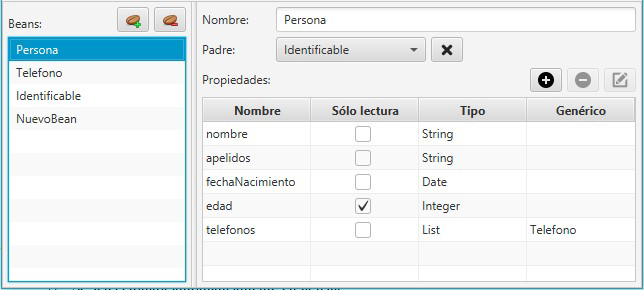 Beans:
Persona
Telefono
Identificable
NuevoBean
Nombre: Persona
Padre: Identificable
Propiedades:
Nombre Sólo lectura Tipo Genérico
nombre String
apelidos String
fechaNacimiento Date
edad Integer
telefonos List Telefono